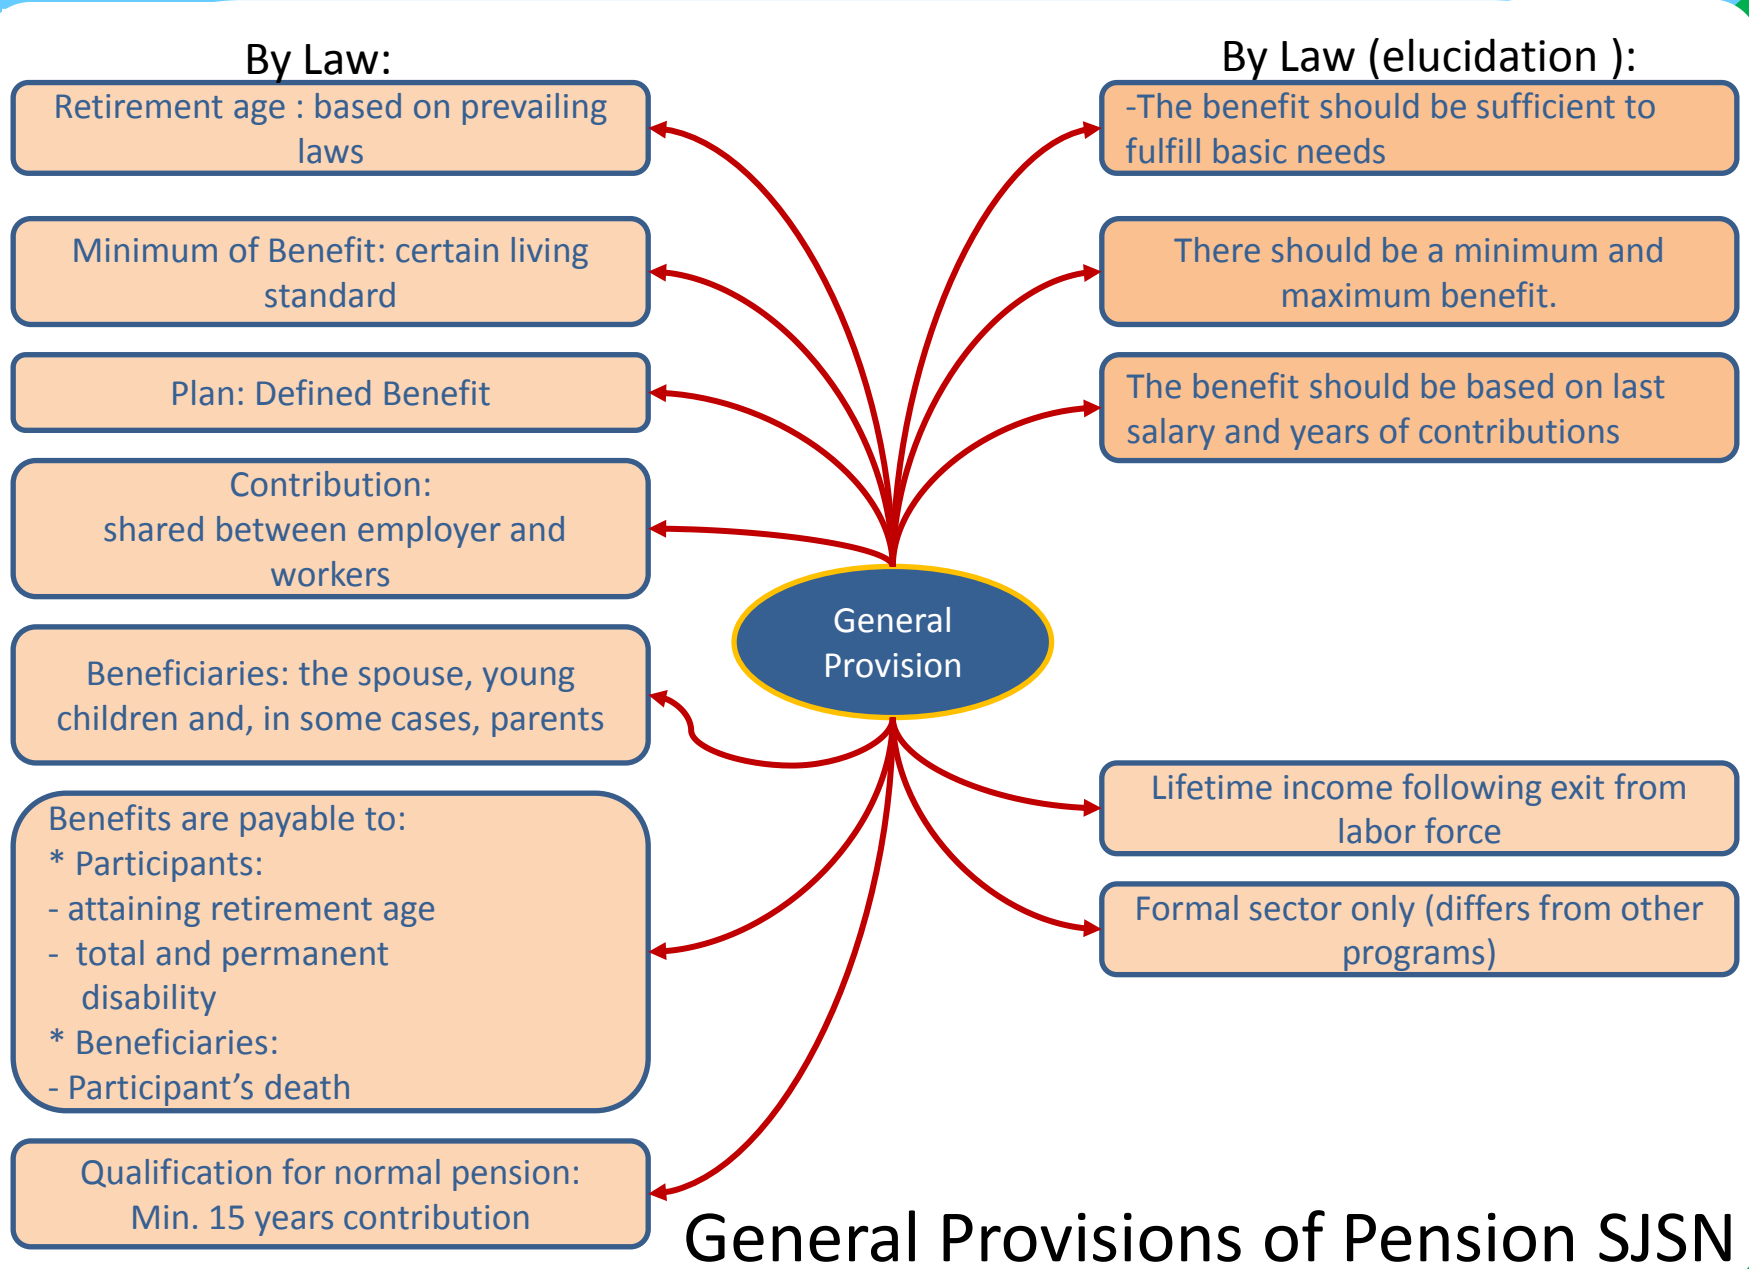 By Law:
Retirement age : based on prevailing
laws
Minimum of Benefit: certain living
standard
Plan: Defined Benefit
Contribution:
shared between employer and
workers
Beneficiaries: the spouse, young
children and, in some cases, parents
Benefits are payable to:
* Participants:
- attaining retirement age
- total and permanent
disability
* Beneficiaries:
- Participant’s death
Qualification for normal pension:
Min. 15 years contribution
General
Provision
By Law (elucidation ):
-The benefit should be sufficient to
fulfill basic needs
There should be a minimum and
maximum benefit.
The benefit should be based on last
salary and years of contributions
Lifetime income following exit from
labor force
Formal sector only (differs from other
programs)
General Provisions of Pension SJSN